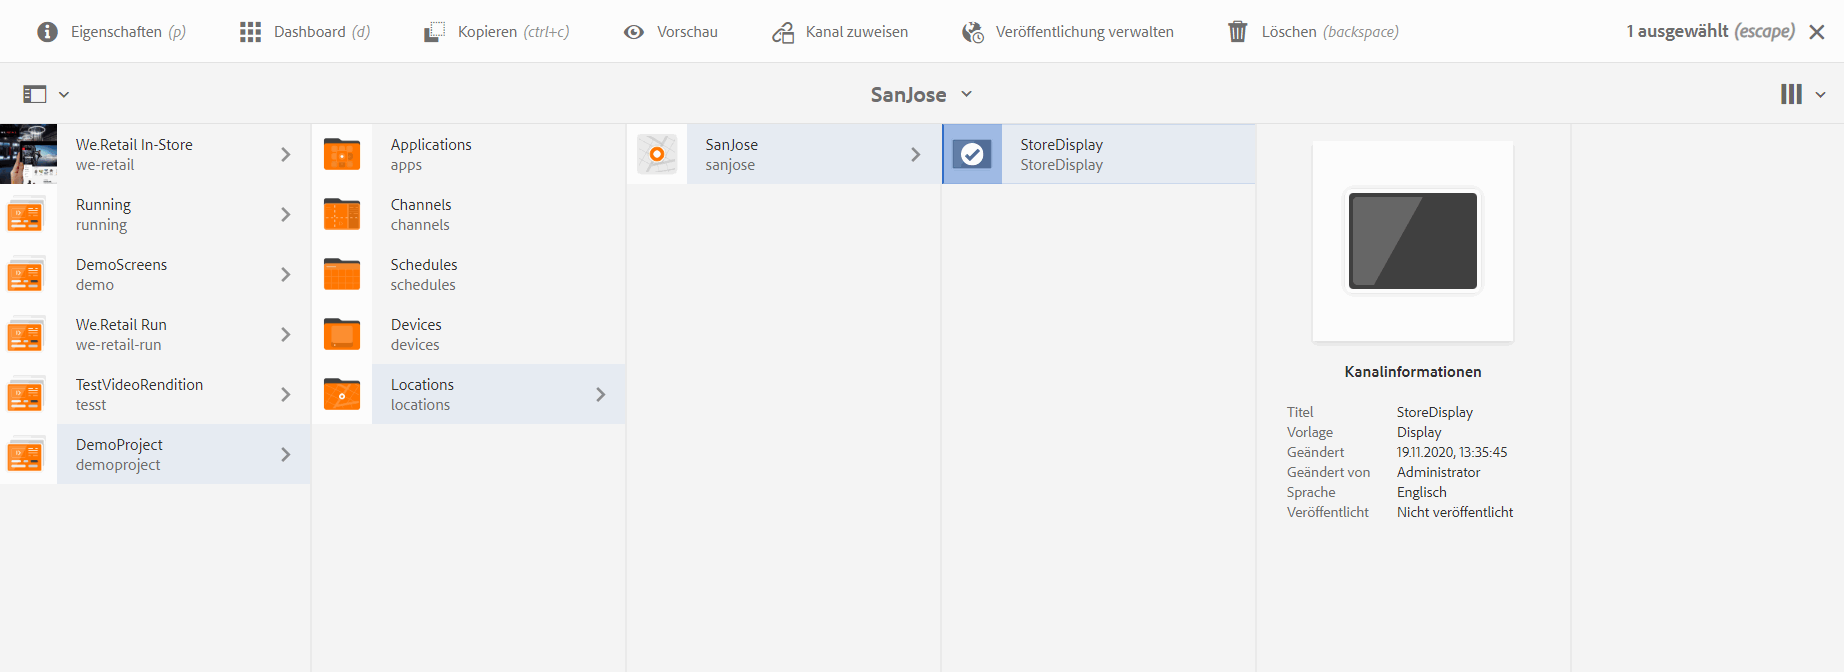 Eigenschaften (p) Dashboard (d) Kopieren (ctrl+c) Vorschau Kanal zuweisen Veröffentlichung verwalten Löschen (backspace) 1 ausgewählt (escape)
SanJose
We.Retail In-Store
we-retail
Running
running
DemoScreens
demo
We.Retail Run
we-retail-run
TestVideoRendition
tesst
DemoProject
demoproject
Applications
apps
Channels
channels
Schedules
schedules
Devices
devices
Locations
locations
SanJose
sanjose
StoreDisplay
StoreDisplay
Kanalinformationen
Titel StoreDisplay
Vorlage Display
Geändert 19.11.2020, 13:35:45
Geändert von Administrator
Sprache Englisch
Veröffentlicht Nicht veröffentlicht